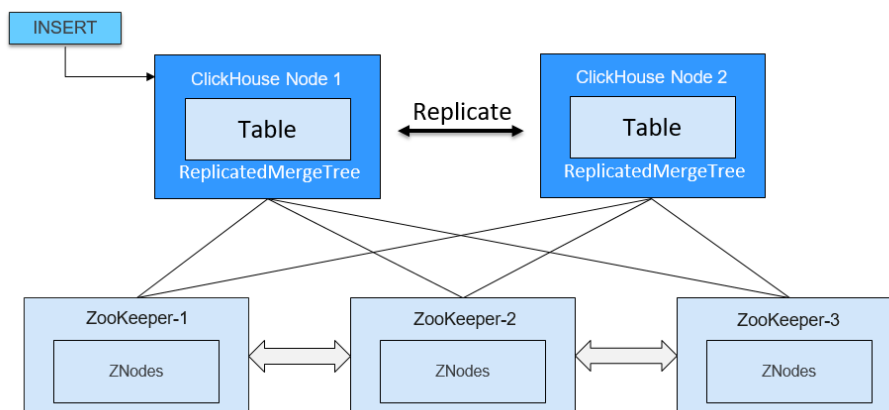 INSERT
ClickHouse Node 1
Table
ReplicatedMergeTree
Replicate
ClickHouse Node 2
Table
ReplicatedMergeTree
ZooKeeper-1
ZNodes
ZooKeeper-2
ZNodes
ZooKeeper-3
ZNodes